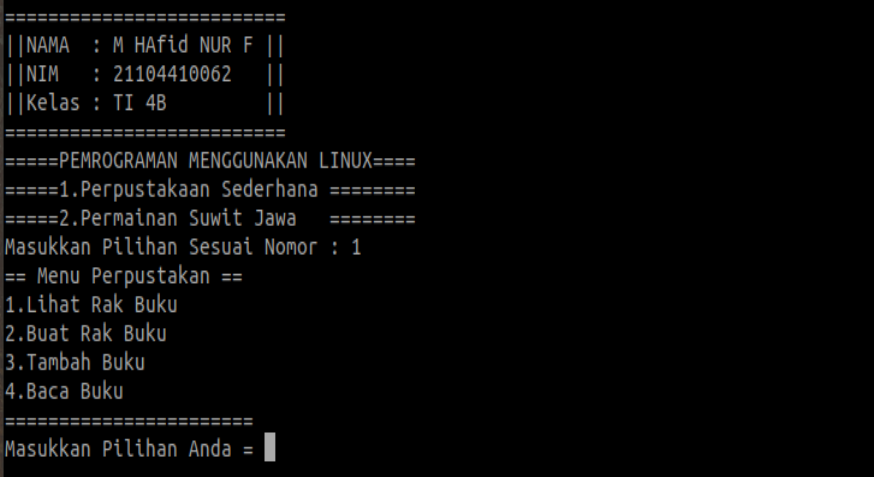 ==========================
||NAMA  : M HAfid NUR F ||
||NIM   : 21104410062   ||
||Kelas : TI 4B         ||
==========================
=====PEMROGRAMAN MENGGUNAKAN LINUX====
=====1.Perpustakaan Sederhana ========
=====2.Permainan Suwit Jawa   ========
Masukkan Pilihan Sesuai Nomor : 1
== Menu Perpustakan ==
1.Lihat Rak Buku
2.Buat Rak Buku
3.Tambah Buku
4.Baca Buku
=======================
Masukkan Pilihan Anda =